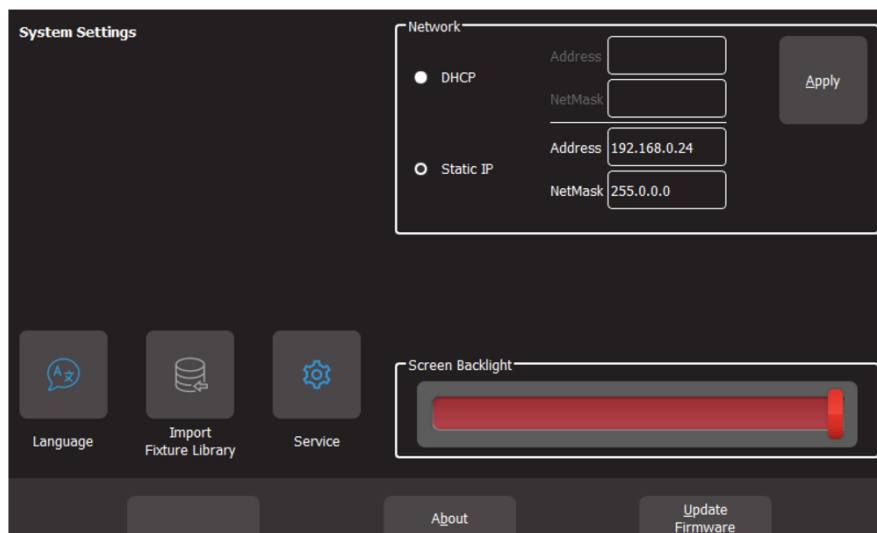 System Settings
Network
DHCP
Address
NetMask
Apply
Static IP
Address 192.168.0.24
NetMask 255.0.0.0
Language
Import
Fixture Library
Service
Screen Backlight
About
Update
Firmware